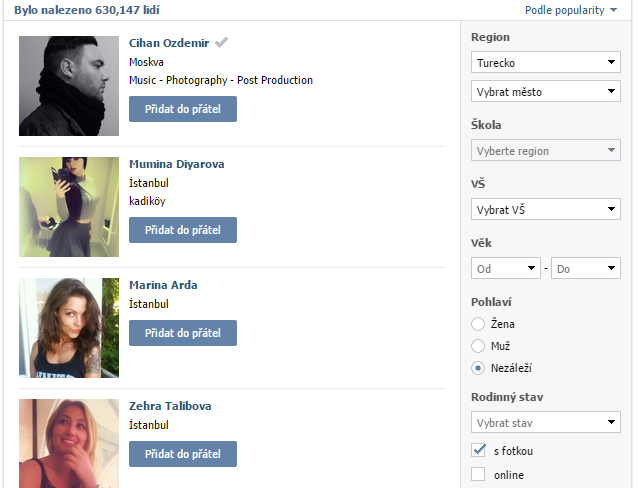 Bylo nalezeno 630,147 lidí
Podle popularity
Cihan Ozdemir
Moskva
Music - Photography - Post Production
Přidat do přátel
Mumina Diyarova
İstanbul
kadiköy
Přidat do přátel
Marina Arda
İstanbul
Přidat do přátel
Zehra Talibova
İstanbul
Přidat do přátel
Region
Turecko
Vybrat město
Škola
Vyberte region
VŠ
Vybrat VŠ
Věk
Od - Do
Pohlaví
Žena
Muž
Nezáleží
Rodinný stav
Vybrat stav
s fotkou
online